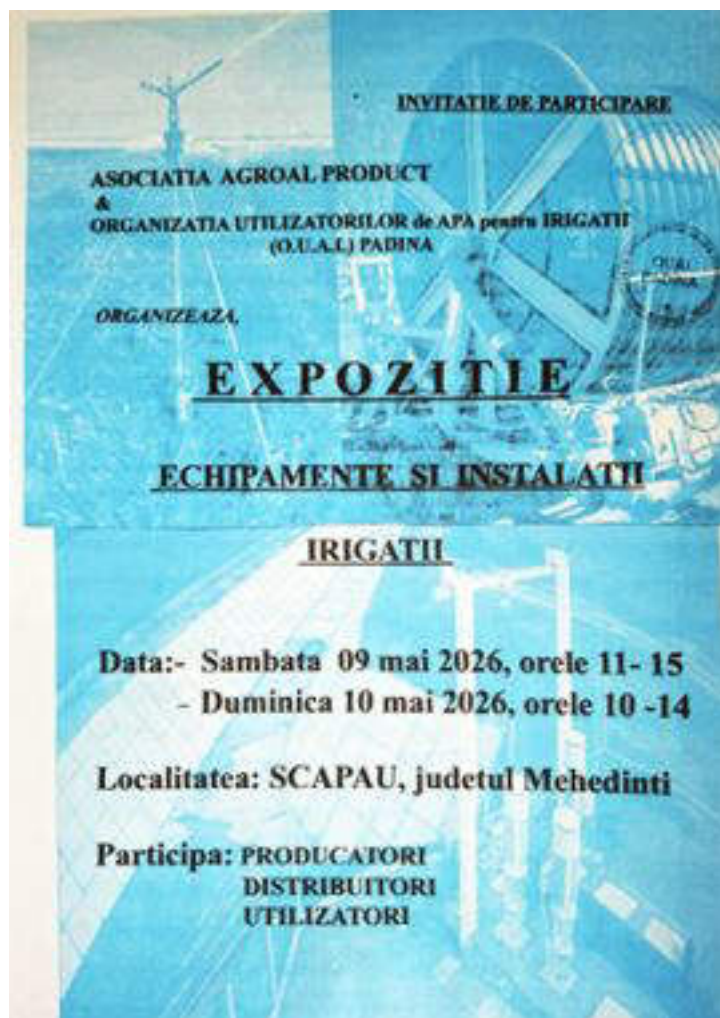 INVITATIE DE PARTICIPARE
ASOCIATIA AGROAL PRODUCT
&
ORGANIZATIA UTILIZATORILOR de APA pentru IRIGATII
(O.U.A.I.) PADINA
ORGANIZEAZA,
EXPOZITIE
ECHIPAMENTE SI INSTALATII
IRIGATII
Data:- Sambata 09 mai 2026, orele 11- 15
- Duminica 10 mai 2026, orele 10 -14
Localitatea: SCAPAU, judetul Mehedinti
Participa: PRODUCATORI
DISTRIBUITORI
UTILIZATORI